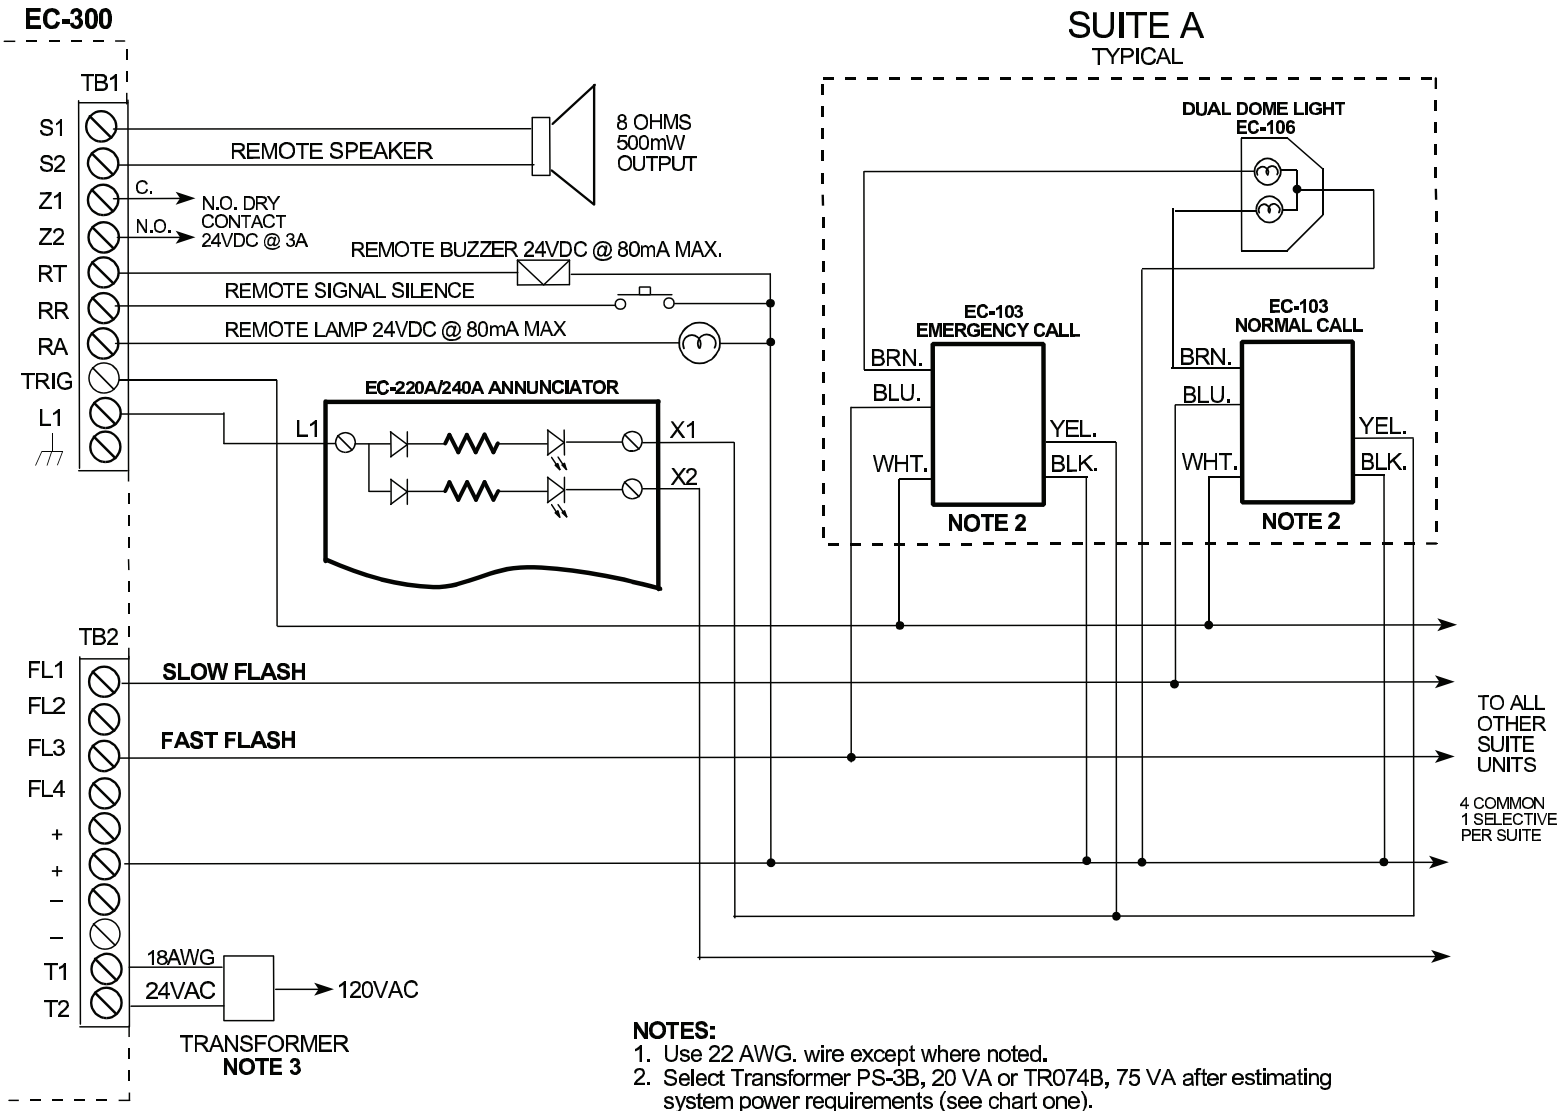 EC-300
SUITE A
TYPICAL
TB1
S1
S2
Z1
Z2
RT
RR
RA
TRIG
L1
REMOTE SPEAKER
8 OHMS
500mW
OUTPUT
C.
N.O.
N.O. DRY
CONTACT
24VDC @ 3A
REMOTE BUZZER 24VDC @ 80mA MAX.
REMOTE SIGNAL SILENCE
REMOTE LAMP 24VDC @ 80mA MAX
EC-220A/240A ANNUNCIATOR
L1
X1
X2
DUAL DOME LIGHT
EC-106
EC-103
EMERGENCY CALL
BRN.
BLU.
WHT.
YEL.
BLK.
NOTE 2
EC-103
NORMAL CALL
BRN.
BLU.
WHT.
YEL.
BLK.
NOTE 2
TB2
FL1
FL2
FL3
FL4
+
+
–
–
T1
T2
SLOW FLASH
FAST FLASH
TO ALL
OTHER
SUITE
UNITS
4 COMMON
1 SELECTIVE
PER SUITE
18AWG
24VAC
120VAC
TRANSFORMER
NOTE 3
NOTES:
1. Use 22 AWG. wire except where noted.
2. Select Transformer PS-3B, 20 VA or TR074B, 75 VA after estimating
system power requirements (see chart one).